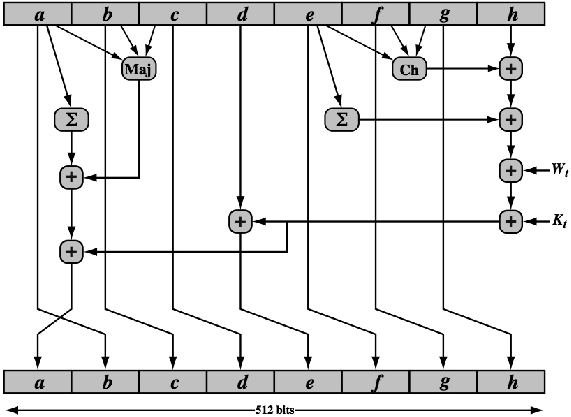 a b c d e f g h
Maj
Ch
+
Σ
Σ
+
+
Wt
+
+
Kt
+
+
a b c d e f g h
512 bits